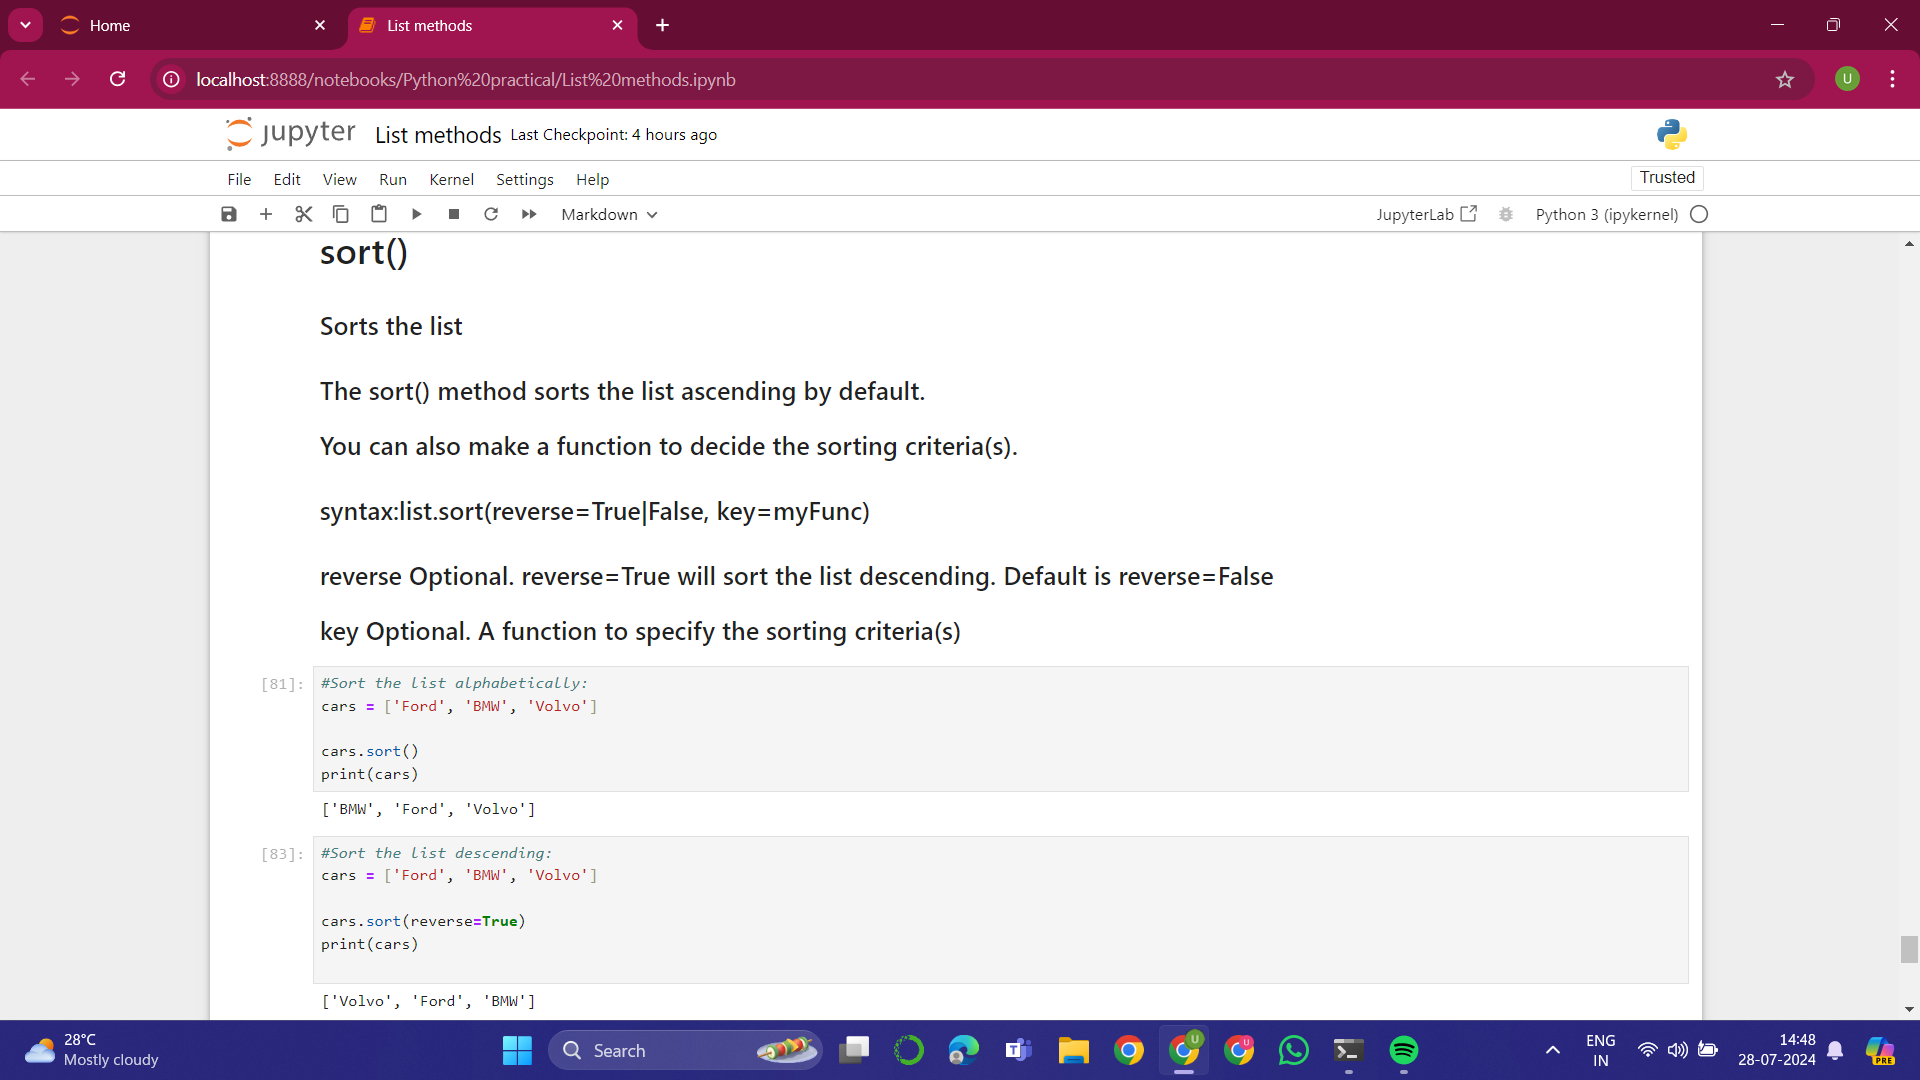 Home
List methods
localhost:8888/notebooks/Python%20practical/List%20methods.ipynb
U
jupyter List methods Last Checkpoint: 4 hours ago
File Edit View Run Kernel Settings Help
Trusted
Markdown
JupyterLab
Python 3 (ipykernel)
sort()
Sorts the list
The sort() method sorts the list ascending by default.
You can also make a function to decide the sorting criteria(s).
syntax:list.sort(reverse=True|False, key=myFunc)
reverse Optional. reverse=True will sort the list descending. Default is reverse=False
key Optional. A function to specify the sorting criteria(s)
[81]: #Sort the list alphabetically:
cars = ['Ford', 'BMW', 'Volvo']
cars.sort()
print(cars)
['BMW', 'Ford', 'Volvo']
[83]: #Sort the list descending:
cars = ['Ford', 'BMW', 'Volvo']
cars.sort(reverse=True)
print(cars)
['Volvo', 'Ford', 'BMW']
28°C
Mostly cloudy
Search
U
U
ENG
IN
14:48
28-07-2024
PRE